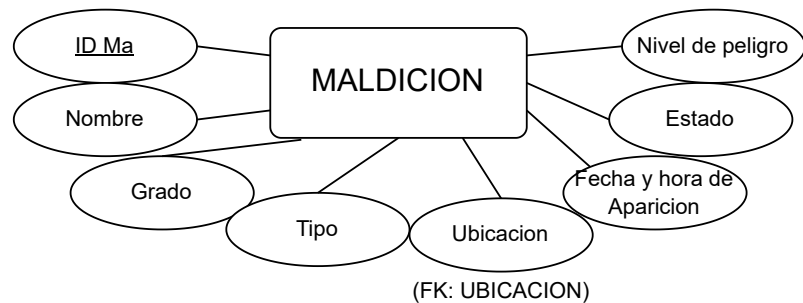 ID Ma
MALDICION
Nivel de peligro
Nombre
Estado
Grado
Fecha y hora de
Aparicion
Tipo
Ubicacion
(FK: UBICACION)